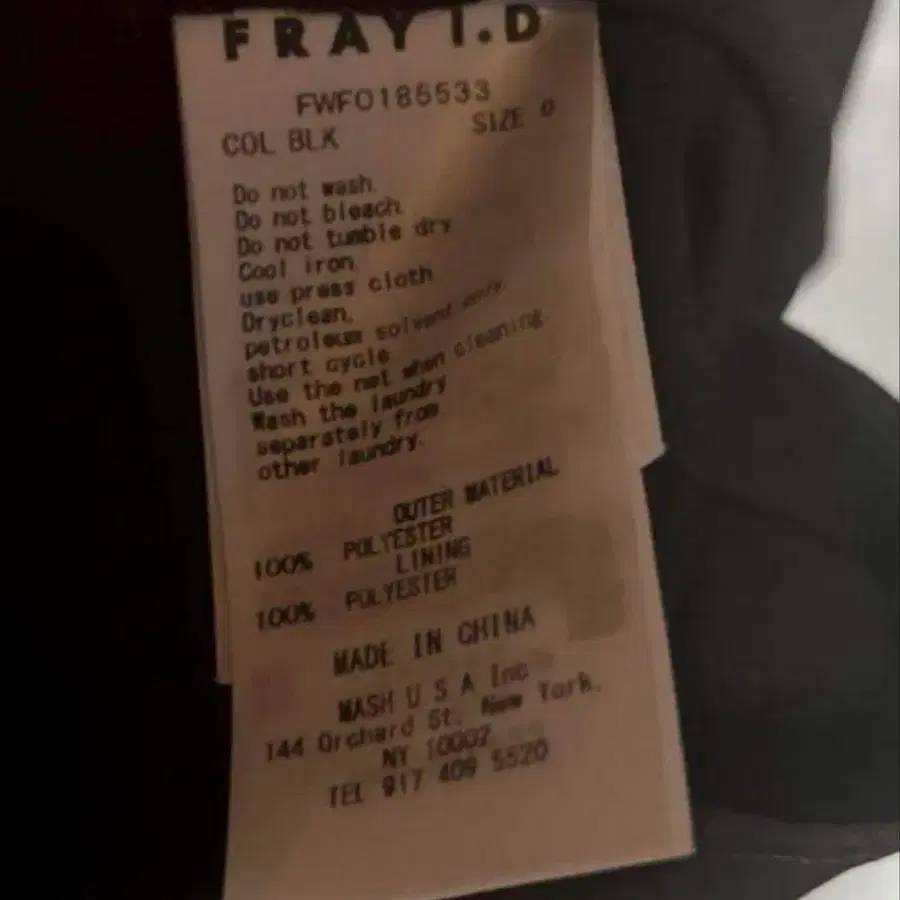 FRAY I.D
FWFO185533
COL BLK SIZE 0
Do not wash.
Do not bleach.
Do not tumble dry.
Cool iron.
use press cloth.
Dryclean,
petroleum solvent only.
short cycle.
Use the net when cleaning.
Wash the laundry
separately from
other laundry.
OUTER MATERIAL
100% POLYESTER
LINING
100% POLYESTER
MADE IN CHINA
MASH U S A Inc
144 Orchard St. New York.
NY 10002
TEL 917 409 5520